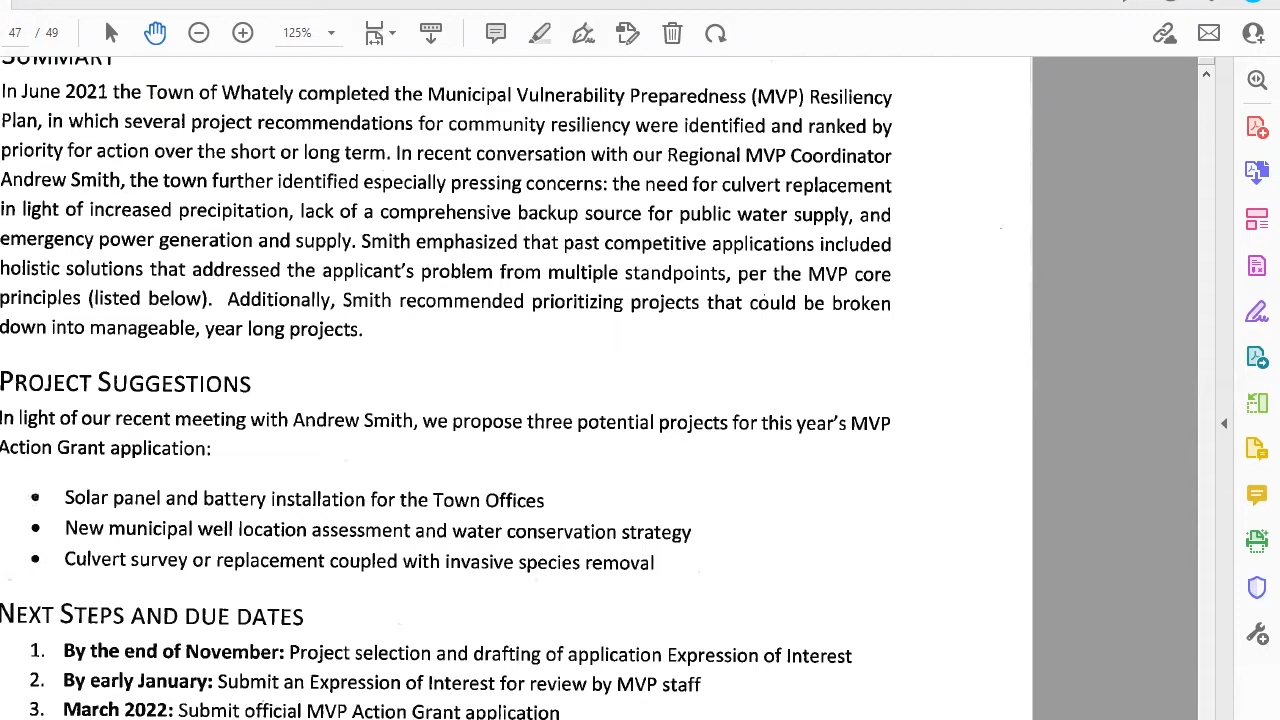 47 / 49
125%
SUMMARY
In June 2021 the Town of Whately completed the Municipal Vulnerability Preparedness (MVP) Resiliency
Plan, in which several project recommendations for community resiliency were identified and ranked by
priority for action over the short or long term. In recent conversation with our Regional MVP Coordinator
Andrew Smith, the town further identified especially pressing concerns: the need for culvert replacement
in light of increased precipitation, lack of a comprehensive backup source for public water supply, and
emergency power generation and supply. Smith emphasized that past competitive applications included
holistic solutions that addressed the applicant's problem from multiple standpoints, per the MVP core
principles (listed below). Additionally, Smith recommended prioritizing projects that could be broken
down into manageable, year long projects.
PROJECT SUGGESTIONS
In light of our recent meeting with Andrew Smith, we propose three potential projects for this year's MVP
Action Grant application:
• Solar panel and battery installation for the Town Offices
• New municipal well location assessment and water conservation strategy
• Culvert survey or replacement coupled with invasive species removal
NEXT STEPS AND DUE DATES
1. By the end of November: Project selection and drafting of application Expression of Interest
2. By early January: Submit an Expression of Interest for review by MVP staff
3. March 2022: Submit official MVP Action Grant application